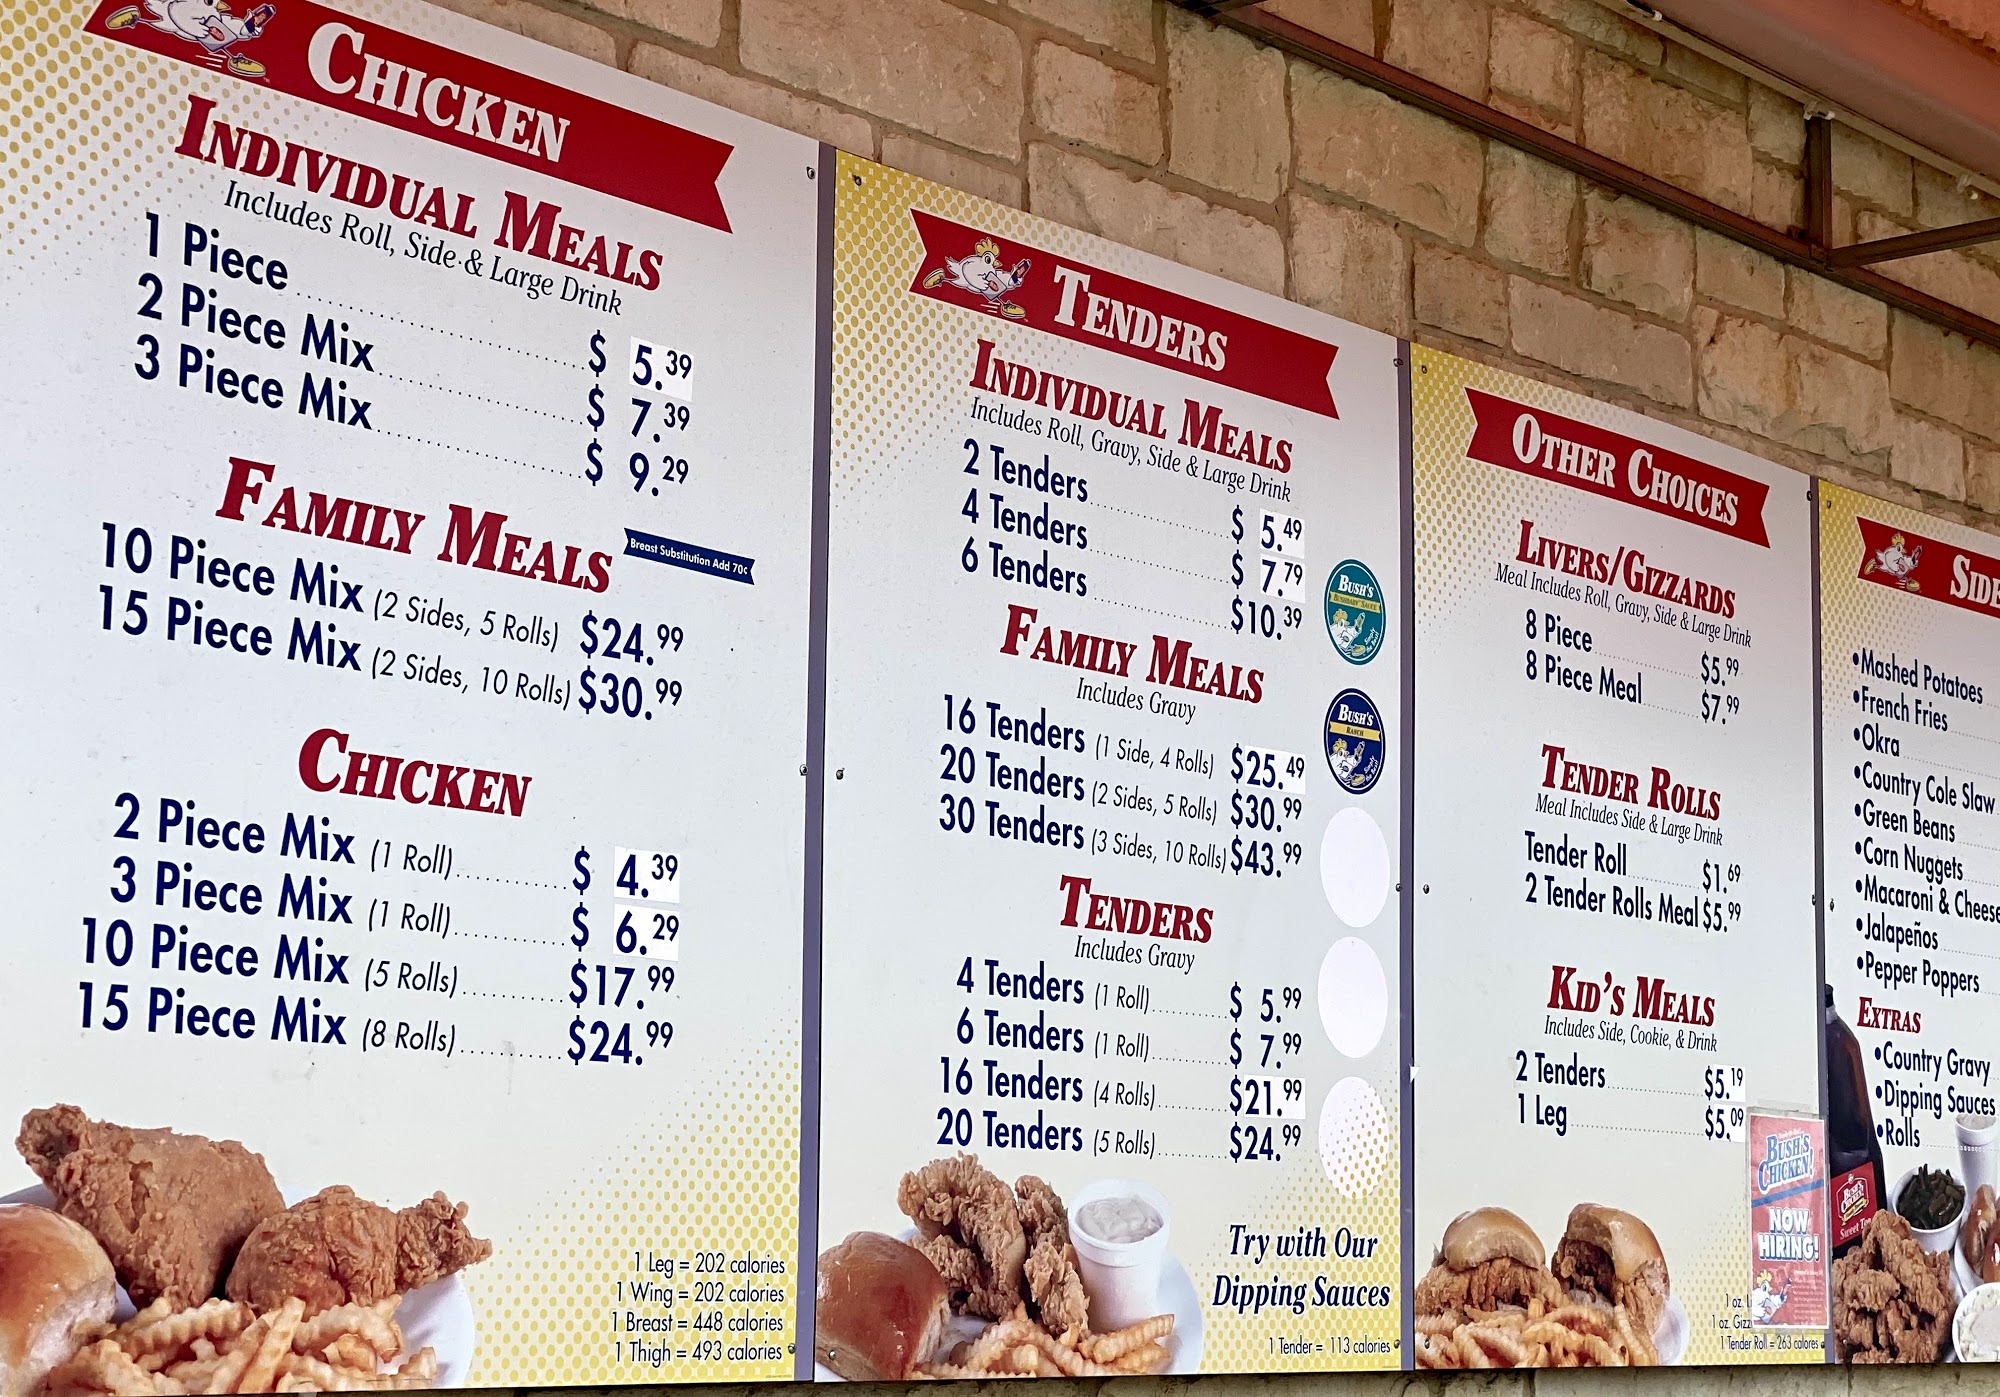 CHICKEN
INDIVIDUAL MEALS
Includes Roll, Side & Large Drink
1 Piece $ 5.39
2 Piece Mix $ 7.39
3 Piece Mix $ 9.29
FAMILY MEALS
Breast Substitution Add 70¢
10 Piece Mix (2 Sides, 5 Rolls) $24.99
15 Piece Mix (2 Sides, 10 Rolls) $30.99
CHICKEN
2 Piece Mix (1 Roll) $ 4.39
3 Piece Mix (1 Roll) $ 6.29
10 Piece Mix (5 Rolls) $17.99
15 Piece Mix (8 Rolls) $24.99
1 Leg = 202 calories
1 Wing = 202 calories
1 Breast = 448 calories
1 Thigh = 493 calories
TENDERS
INDIVIDUAL MEALS
Includes Roll, Gravy, Side & Large Drink
2 Tenders $ 5.49
4 Tenders $ 7.79
6 Tenders $10.39
BUSH'S
BUSHBABY SAUCE
FAMILY MEALS
Includes Gravy
16 Tenders (1 Side, 4 Rolls) $25.49
20 Tenders (2 Sides, 5 Rolls) $30.99
30 Tenders (3 Sides, 10 Rolls) $43.99
BUSH'S
RANCH
TENDERS
Includes Gravy
4 Tenders (1 Roll) $ 5.99
6 Tenders (1 Roll) $ 7.99
16 Tenders (4 Rolls) $21.99
20 Tenders (5 Rolls) $24.99
Try with Our
Dipping Sauces
1 Tender = 113 calories
OTHER CHOICES
LIVERS/GIZZARDS
Meal Includes Roll, Gravy, Side & Large Drink
8 Piece $5.99
8 Piece Meal $7.99
TENDER ROLLS
Meal Includes Side & Large Drink
Tender Roll $1.69
2 Tender Rolls Meal $5.99
KID'S MEALS
Includes Side, Cookie, & Drink
2 Tenders $5.19
1 Leg $5.09
BUSH'S
CHICKEN!
NOW
HIRING!
1 oz.
1 oz.
1 Tender Roll = 263 calories
SIDE
•Mashed Potatoes
•French Fries
•Okra
•Country Cole Slaw
•Green Beans
•Corn Nuggets
•Macaroni & Cheese
•Jalapeños
•Pepper Poppers
EXTRAS
•Country Gravy
•Dipping Sauces
•Rolls
BUSH'S
CHICKEN
Sweet Tea